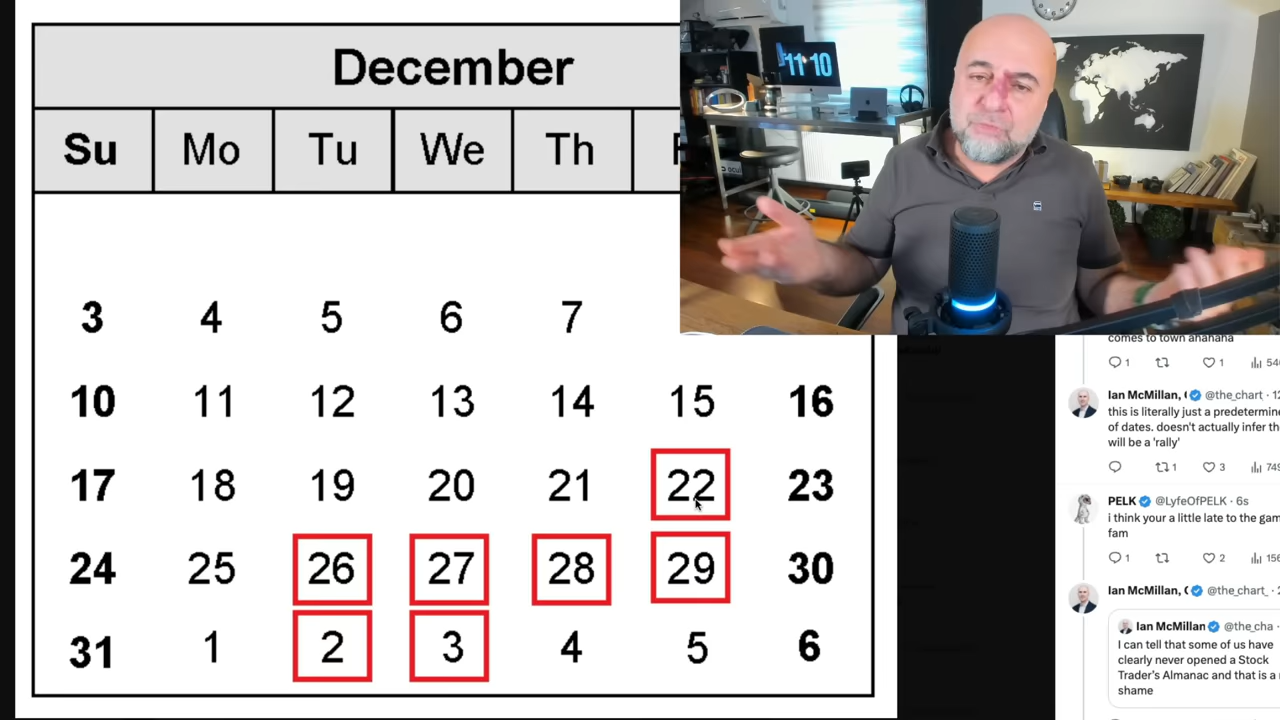 December
Su Mo Tu We Th
3 4 5 6 7
10 11 12 13 14 15 16
17 18 19 20 21 22 23
24 25 26 27 28 29 30
31 1 2 3 4 5 6
11 10
comes to town ahahaha
1 1 54
Ian McMillan, @the_chart · 12
this is literally just a predetermine
of dates. doesn't actually infer the
will be a 'rally'
1 3 749
PELK @LyfeOfPELK · 6s
i think your a little late to the gam
fam
1 2 156
Ian McMillan, @the_chart_ ·
Ian McMillan @the_cha ·
I can tell that some of us have
clearly never opened a Stock
Trader's Almanac and that is a
shame